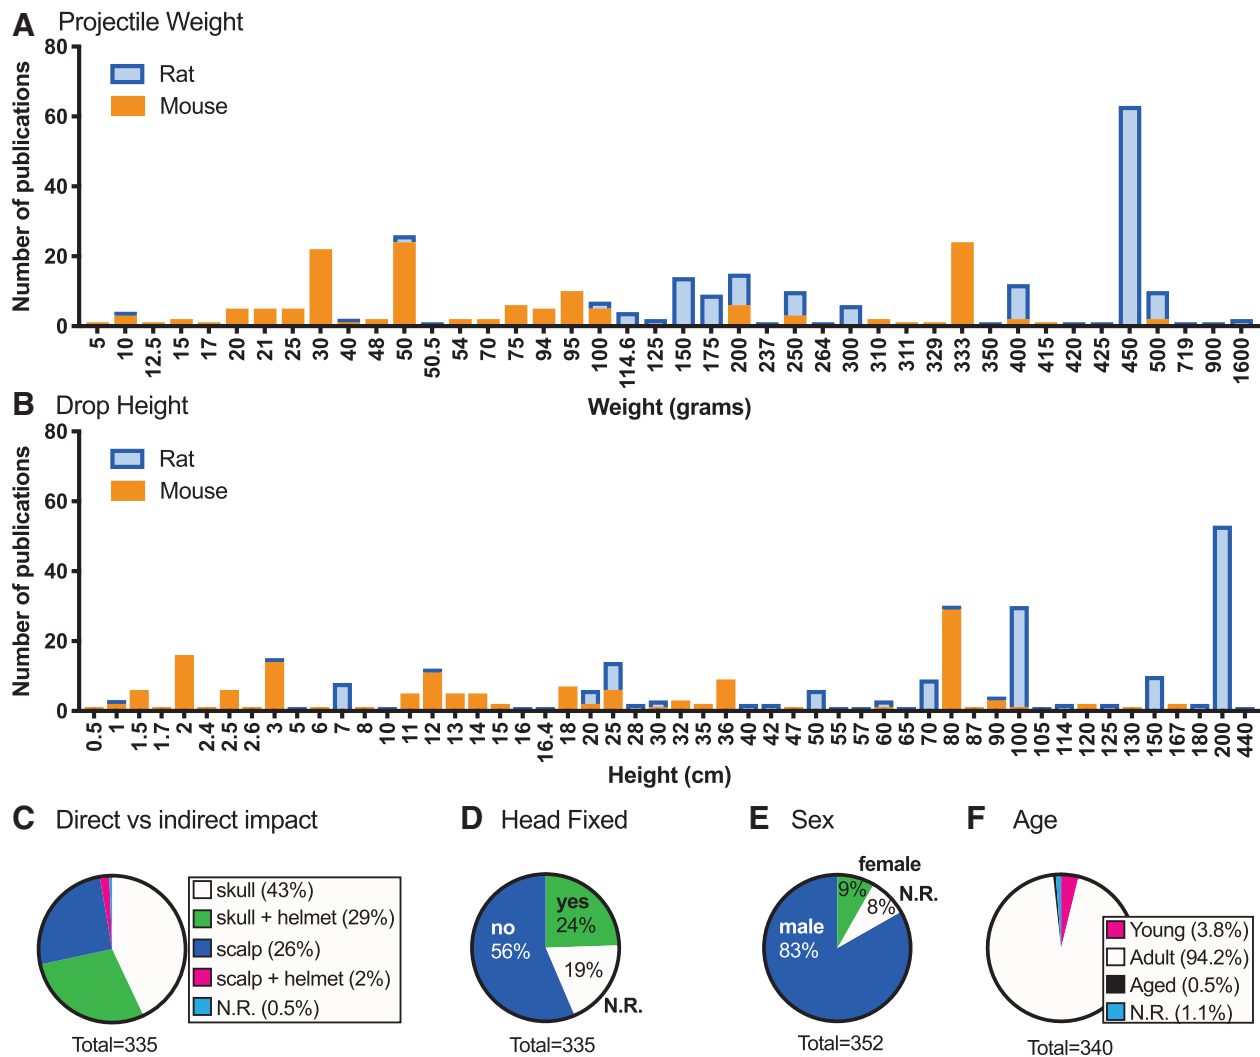 A Projectile Weight
Number of publications
80
60
40
20
0
Rat
Mouse
5 10 12.5 15 17 20 21 25 30 40 48 50 50.5 54 70 75 94 95 100 114.6 125 150 175 200 237 250 264 300 310 311 329 333 350 400 415 420 425 450 500 719 900 1600
Weight (grams)
B Drop Height
Number of publications
80
60
40
20
0
Rat
Mouse
0.5 1 1.5 1.7 2 2.4 2.5 2.6 3 5 6 7 8 10 11 12 13 14 15 16 16.4 18 20 25 28 30 32 35 36 40 42 47 50 55 57 60 65 70 80 87 90 100 105 114 120 125 130 150 167 180 200 440
Height (cm)
C Direct vs indirect impact
skull (43%)
skull + helmet (29%)
scalp (26%)
scalp + helmet (2%)
N.R. (0.5%)
Total=335
D Head Fixed
yes
24%
no
56%
19%
N.R.
Total=335
E Sex
female
9%
N.R.
8%
male
83%
Total=352
F Age
Young (3.8%)
Adult (94.2%)
Aged (0.5%)
N.R. (1.1%)
Total=340